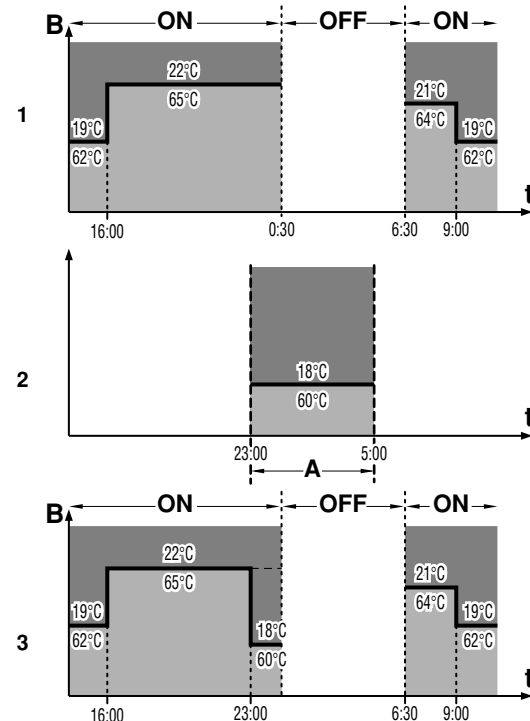 B ON OFF ON
22°C
65°C
21°C
64°C
1
19°C 19°C
62°C 62°C
t
16:00 0:30 6:30 9:00
2
18°C
60°C
t
23:00 5:00
A
B ON OFF ON
22°C
65°C
21°C
64°C
19°C 18°C 19°C
62°C 60°C 62°C
3
t
16:00 23:00 6:30 9:00